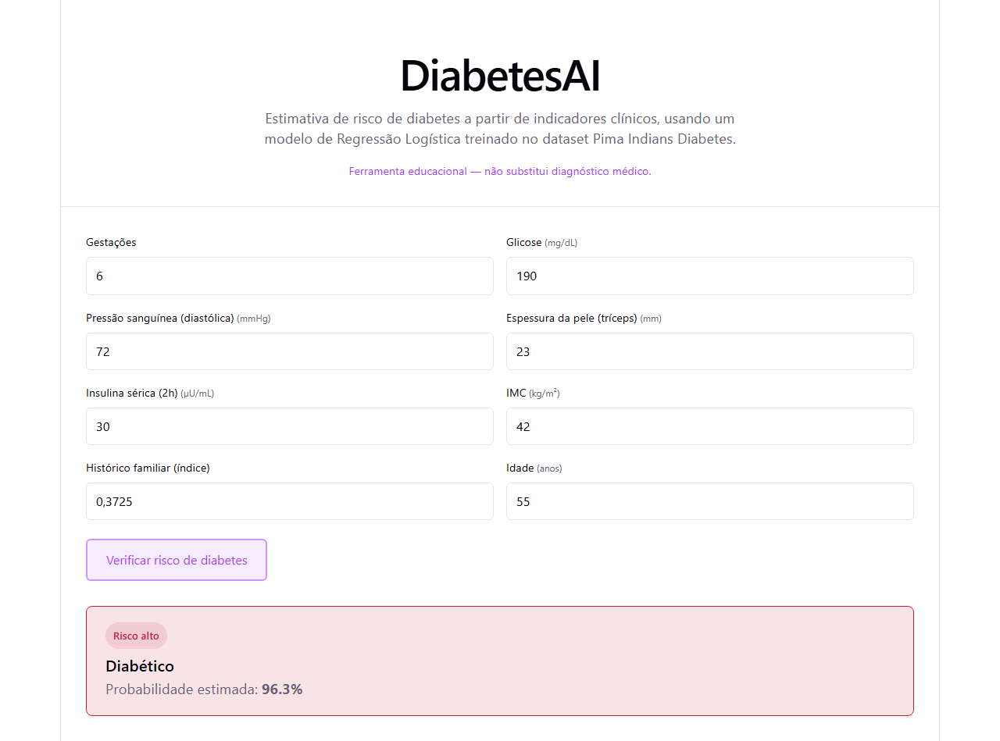 DiabetesAI
Estimativa de risco de diabetes a partir de indicadores clínicos, usando um
modelo de Regressão Logística treinado no dataset Pima Indians Diabetes.
Ferramenta educacional — não substitui diagnóstico médico.
Gestações
6
Glicose (mg/dL)
190
Pressão sanguínea (diastólica) (mmHg)
72
Espessura da pele (tríceps) (mm)
23
Insulina sérica (2h) (µU/mL)
30
IMC (kg/m²)
42
Histórico familiar (índice)
0,3725
Idade (anos)
55
Verificar risco de diabetes
Risco alto
Diabético
Probabilidade estimada: 96.3%